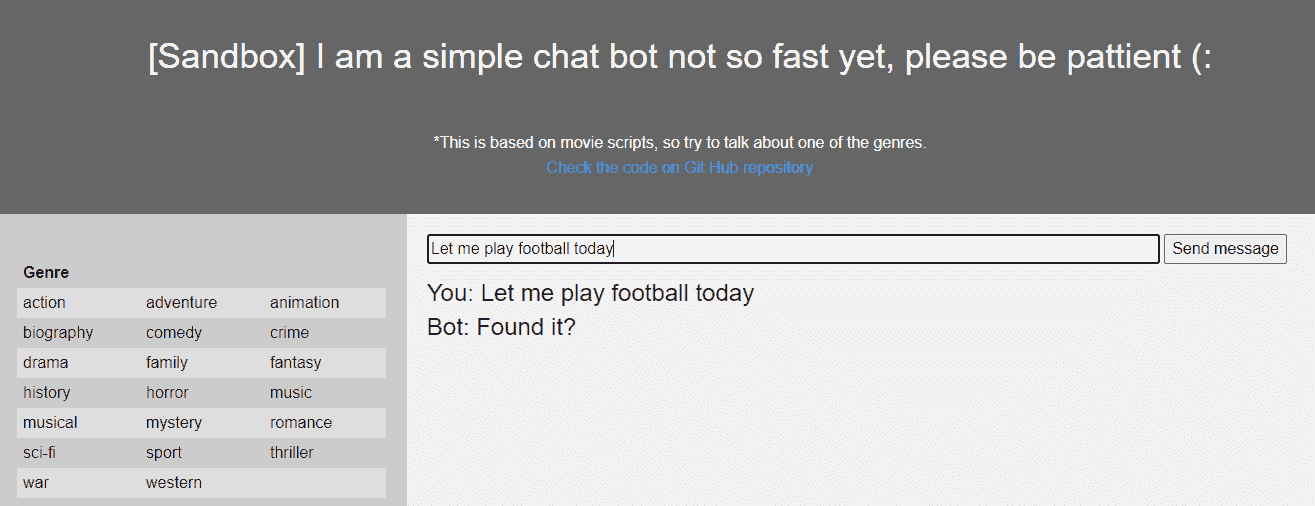 [Sandbox] I am a simple chat bot not so fast yet, please be pattient (:
*This is based on movie scripts, so try to talk about one of the genres.
Check the code on Git Hub repository
Genre
action adventure animation
biography comedy crime
drama family fantasy
history horror music
musical mystery romance
sci-fi sport thriller
war western
Let me play football today Send message
You: Let me play football today
Bot: Found it?